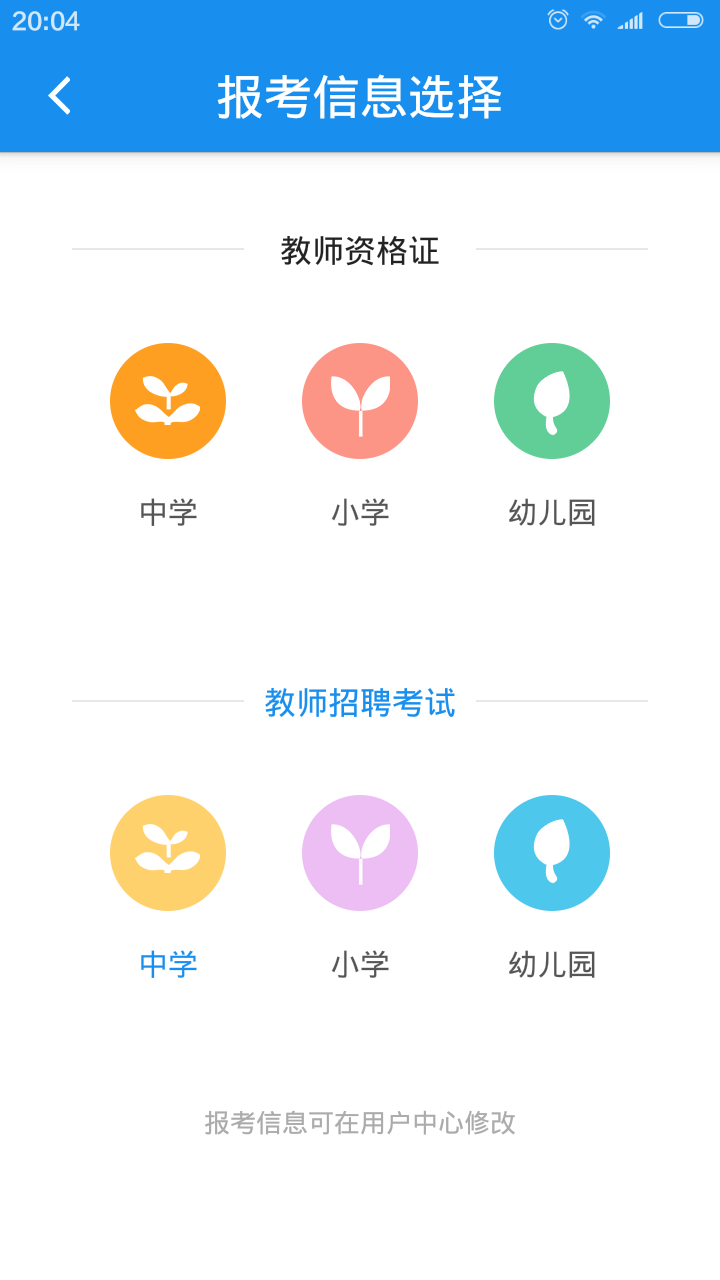 20:04
报考信息选择
教师资格证
中学 小学 幼儿园
教师招聘考试
中学 小学 幼儿园
报考信息可在用户中心修改